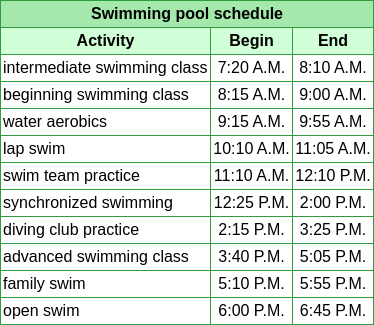 Swimming pool schedule
Activity Begin End
intermediate swimming class 7:20 A.M. 8:10 A.M.
beginning swimming class 8:15 A.M. 9:00 A.M.
water aerobics 9:15 A.M. 9:55 A.M.
lap swim 10:10 A.M. 11:05 A.M.
swim team practice 11:10 A.M. 12:10 P.M.
synchronized swimming 12:25 P.M. 2:00 P.M.
diving club practice 2:15 P.M. 3:25 P.M.
advanced swimming class 3:40 P.M. 5:05 P.M.
family swim 5:10 P.M. 5:55 P.M.
open swim 6:00 P.M. 6:45 P.M.